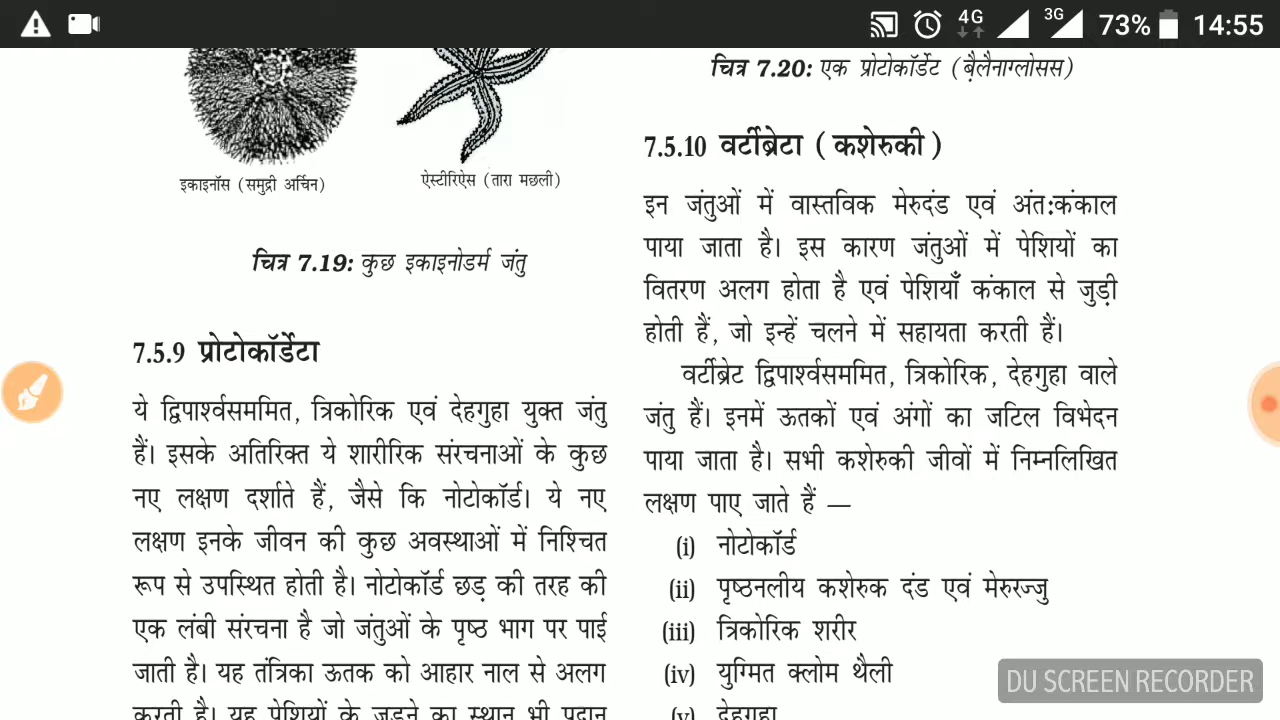 4G
3G
73%
14:55
इकाइनॉस (समुद्री अर्चिन)
ऐस्टीरिऐस (तारा मछली)
चित्र 7.19: कुछ इकाइनोडर्म जंतु
7.5.9 प्रोटोकॉर्डेटा
ये द्विपार्श्वसममित, त्रिकोरिक एवं देहगुहा युक्त जंतु
हैं। इसके अतिरिक्त ये शारीरिक संरचनाओं के कुछ
नए लक्षण दर्शाते हैं, जैसे कि नोटोकॉर्ड। ये नए
लक्षण इनके जीवन की कुछ अवस्थाओं में निश्चित
रूप से उपस्थित होती है। नोटोकॉर्ड छड़ की तरह की
एक लंबी संरचना है जो जंतुओं के पृष्ठ भाग पर पाई
जाती है। यह तंत्रिका ऊतक को आहार नाल से अलग
करती है। यह पेशियों के जुड़ने का स्थान भी प्रदान
चित्र 7.20: एक प्रोटोकॉर्डेट (बै़लैनाग्लोसस)
7.5.10 वर्टीब्रेटा ( कशेरुकी )
इन जंतुओं में वास्तविक मेरुदंड एवं अंत:कंकाल
पाया जाता है। इस कारण जंतुओं में पेशियों का
वितरण अलग होता है एवं पेशियाँ कंकाल से जुड़ी
होती हैं, जो इन्हें चलने में सहायता करती हैं।
वर्टीब्रेट द्विपार्श्वसममित, त्रिकोरिक, देहगुहा वाले
जंतु हैं। इनमें ऊतकों एवं अंगों का जटिल विभेदन
पाया जाता है। सभी कशेरुकी जीवों में निम्नलिखित
लक्षण पाए जाते हैं —
(i) नोटोकॉर्ड
(ii) पृष्ठनलीय कशेरुक दंड एवं मेरुरज्जु
(iii) त्रिकोरिक शरीर
(iv) युग्मित क्लोम थैली
(v) देहगुहा
DU SCREEN RECORDER